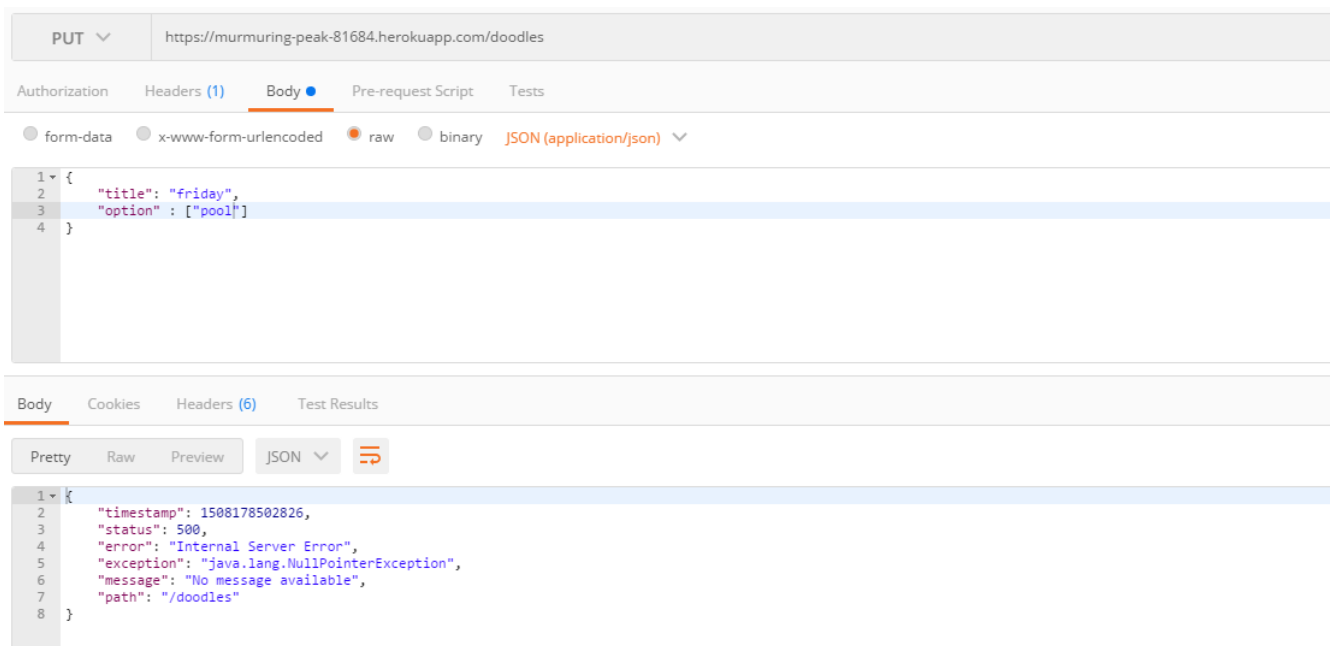 PUT https://murmuring-peak-81684.herokuapp.com/doodles
Authorization Headers (1) Body Pre-request Script Tests
form-data x-www-form-urlencoded raw binary JSON (application/json)
1 {
2 "title": "friday",
3 "option" : ["pool"]
4 }
Body Cookies Headers (6) Test Results
Pretty Raw Preview JSON
1 {
2 "timestamp": 1508178502826,
3 "status": 500,
4 "error": "Internal Server Error",
5 "exception": "java.lang.NullPointerException",
6 "message": "No message available",
7 "path": "/doodles"
8 }